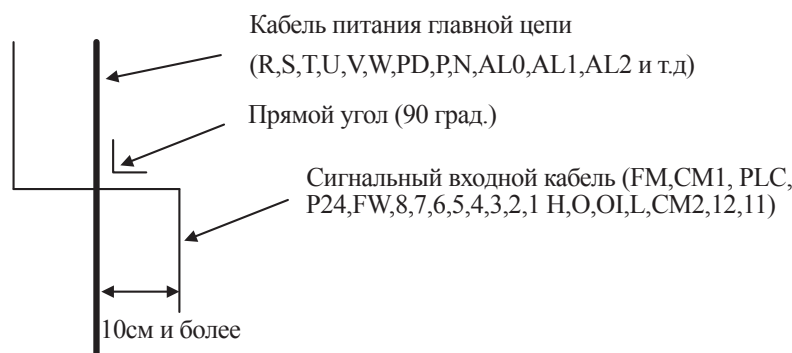 Кабель питания главной цепи
(R,S,T,U,V,W,PD,P,N,AL0,AL1,AL2 и т.д)
Прямой угол (90 град.)
Сигнальный входной кабель (FM,CM1, PLC,
P24,FW,8,7,6,5,4,3,2,1 H,O,OI,L,CM2,12,11)
10см и более